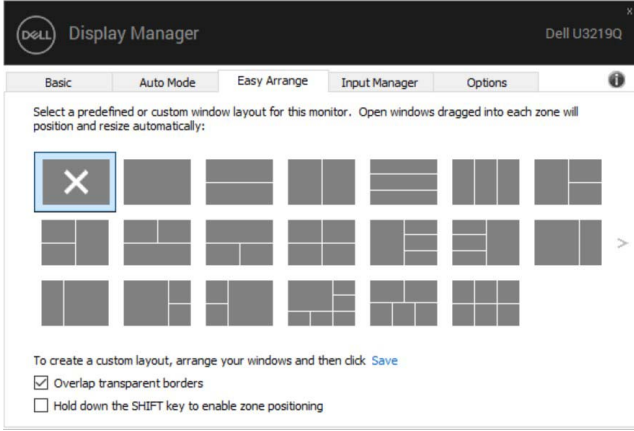 DELL Display Manager
Dell U3219Q
Basic Auto Mode Easy Arrange Input Manager Options
Select a predefined or custom window layout for this monitor. Open windows dragged into each zone will
position and resize automatically:
To create a custom layout, arrange your windows and then click Save
Overlap transparent borders
Hold down the SHIFT key to enable zone positioning